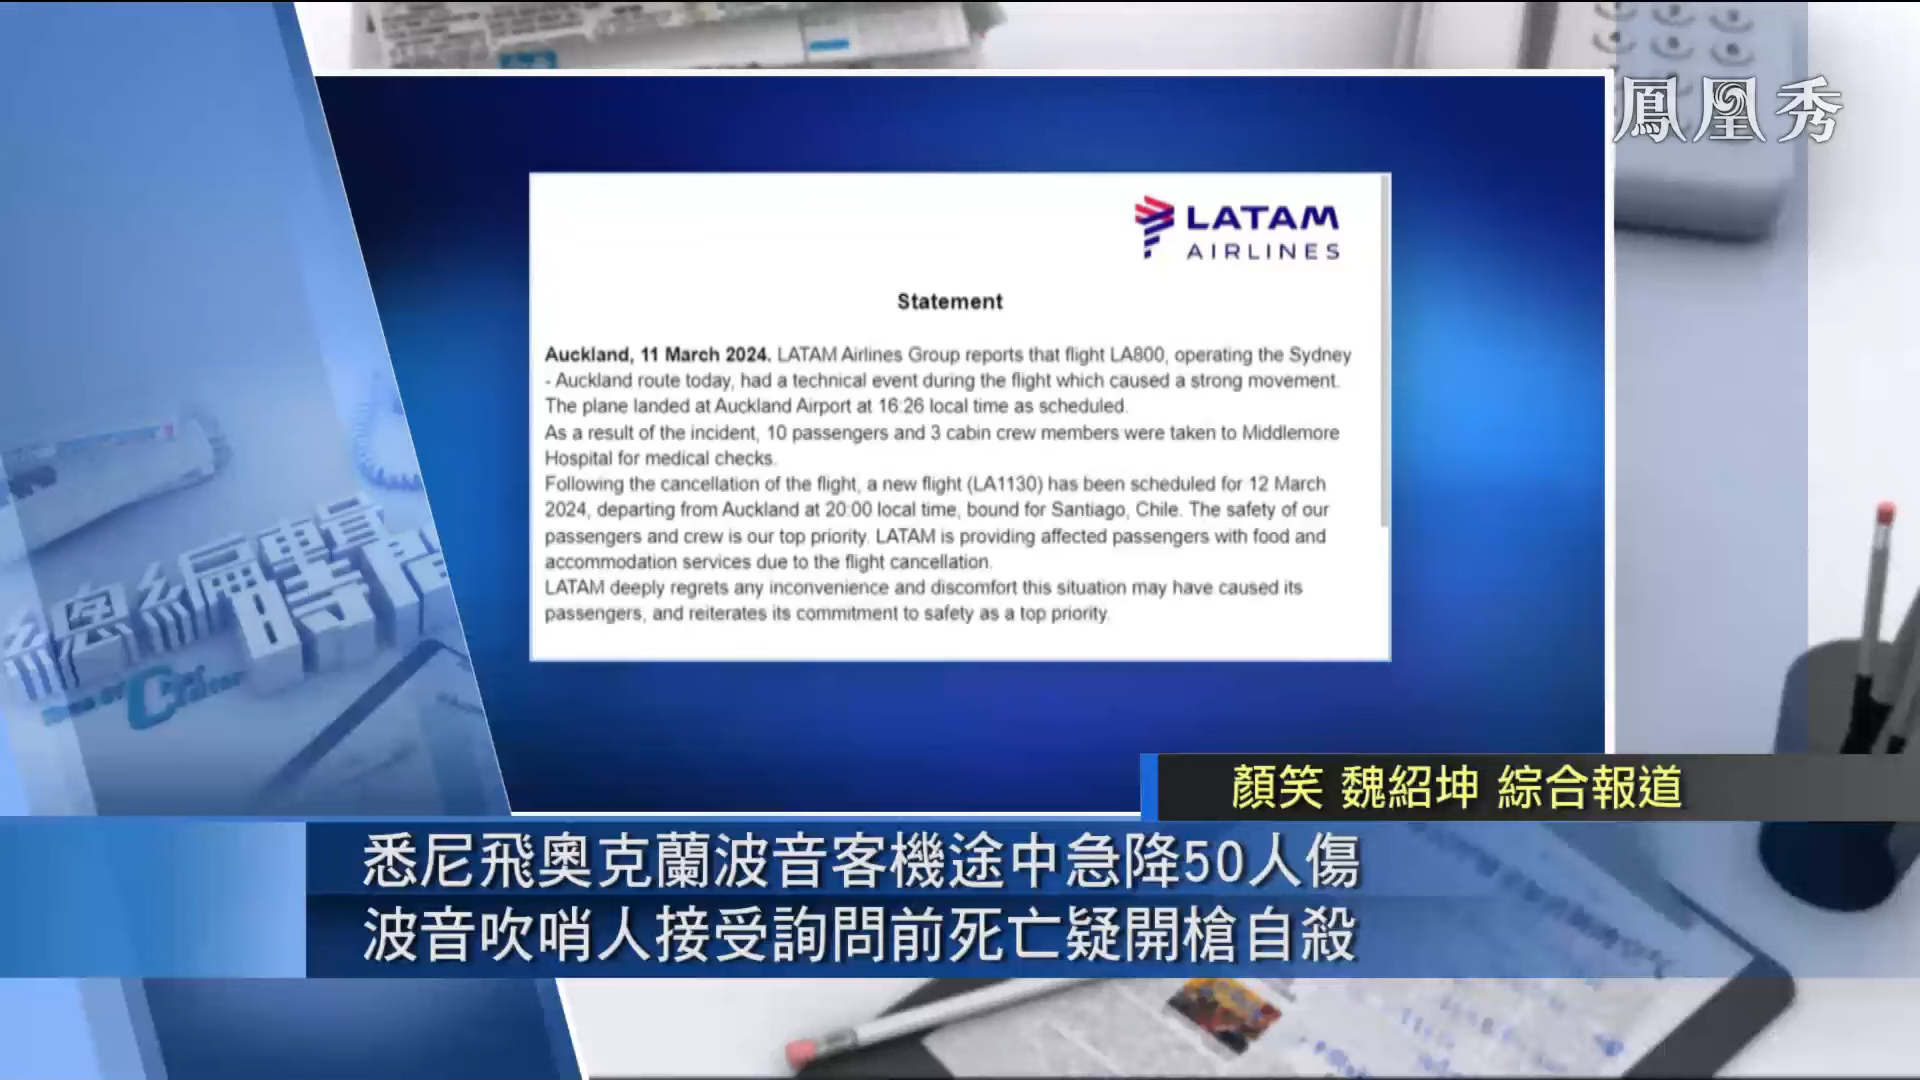 鳳凰秀
LATAM
AIRLINES
Statement
Auckland, 11 March 2024. LATAM Airlines Group reports that flight LA800, operating the Sydney
- Auckland route today, had a technical event during the flight which caused a strong movement.
The plane landed at Auckland Airport at 16:26 local time as scheduled.
As a result of the incident, 10 passengers and 3 cabin crew members were taken to Middlemore
Hospital for medical checks.
Following the cancellation of the flight, a new flight (LA1130) has been scheduled for 12 March
2024, departing from Auckland at 20:00 local time, bound for Santiago, Chile. The safety of our
passengers and crew is our top priority. LATAM is providing affected passengers with food and
accommodation services due to the flight cancellation.
LATAM deeply regrets any inconvenience and discomfort this situation may have caused its
passengers, and reiterates its commitment to safety as a top priority.
總編輯時間
顏笑 魏紹坤 綜合報道
悉尼飛奧克蘭波音客機途中急降50人傷
波音吹哨人接受詢問前死亡疑開槍自殺